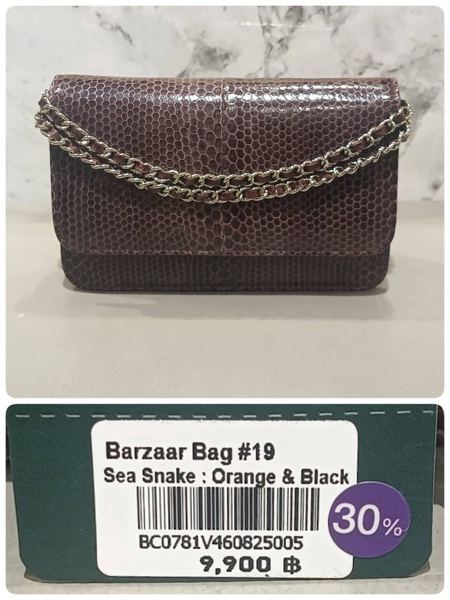 Barzaar Bag #19
Sea Snake : Orange & Black
BC0781V460825005
9,900 ฿
30%